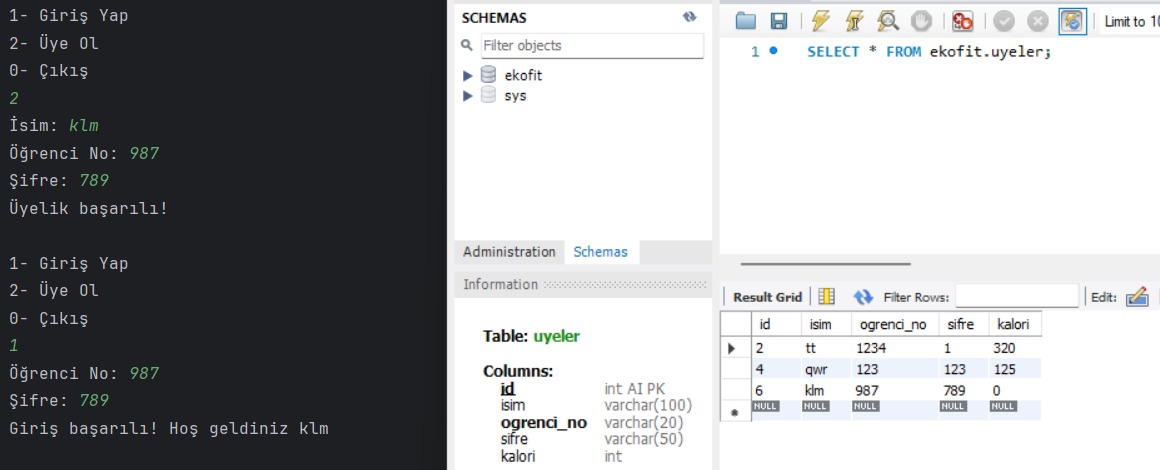 1- Giriş Yap
2- Üye Ol
0- Çıkış
2
İsim: klm
Öğrenci No: 987
Şifre: 789
Üyelik başarılı!
1- Giriş Yap
2- Üye Ol
0- Çıkış
1
Öğrenci No: 987
Şifre: 789
Giriş başarılı! Hoş geldiniz klm
SCHEMAS
Filter objects
ekofit
sys
Administration Schemas
Information
Table: uyeler
Columns:
id int AI PK
isim varchar(100)
ogrenci_no varchar(20)
sifre varchar(50)
kalori int
Limit to 10
1 SELECT * FROM ekofit.uyeler;
Result Grid Filter Rows: Edit:
id isim ogrenci_no sifre kalori
2 tt 1234 1 320
4 qwr 123 123 125
6 klm 987 789 0
NULL NULL NULL NULL NULL